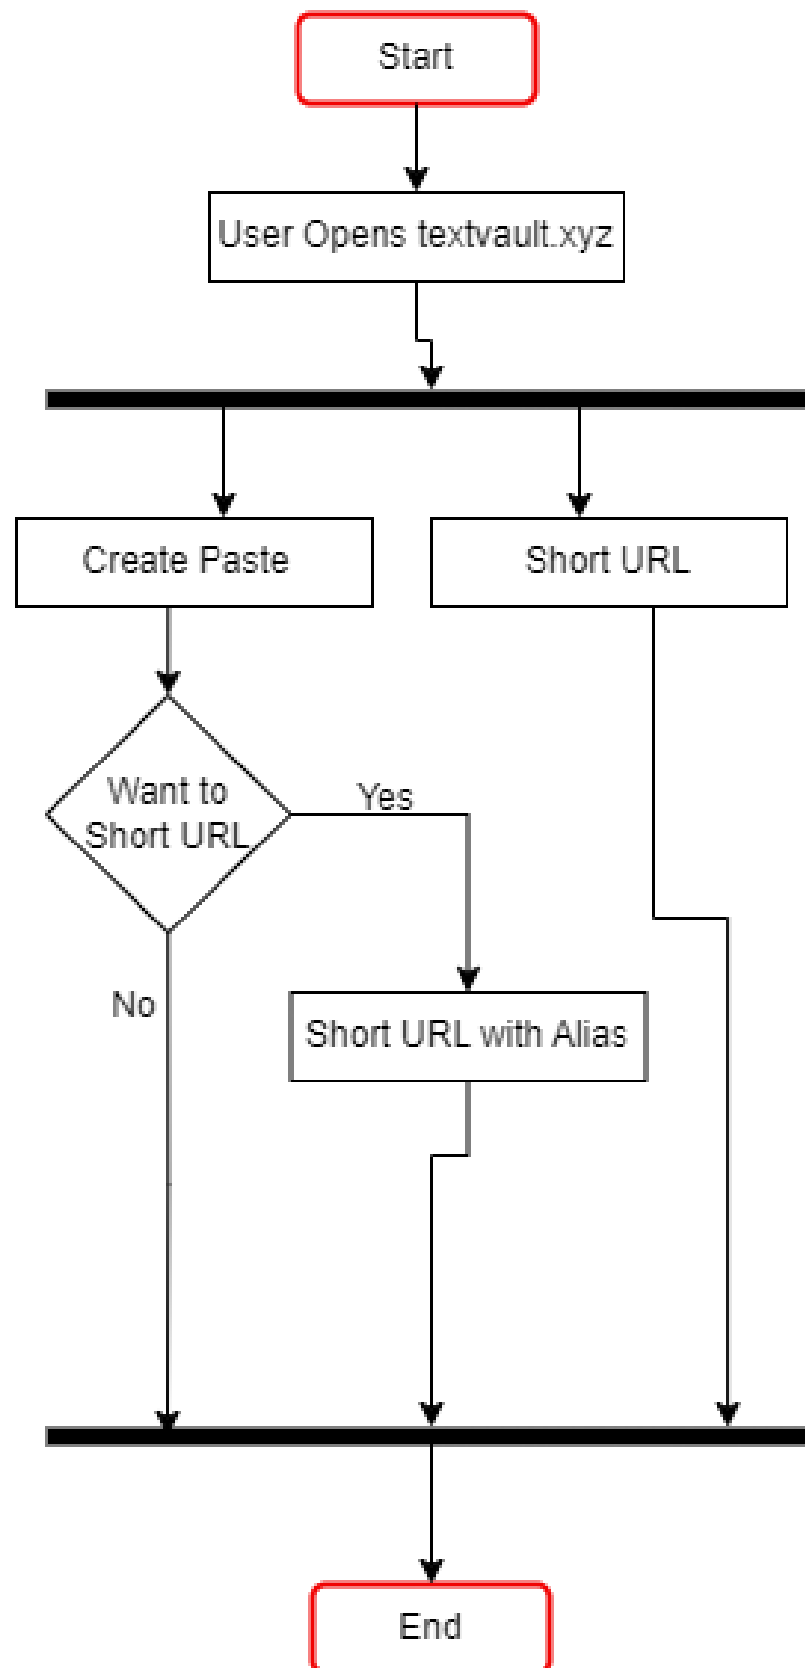 Start
User Opens textvault.xyz
Create Paste
Short URL
Want to
Short URL
Yes
No
Short URL with Alias
End